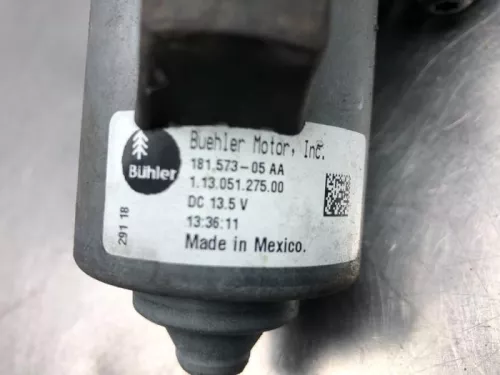 Buehler Motor, Inc.
Bühler
181.573-05 AA
1.13.051.275.00
DC 13.5 V
13:36:11
291 18
Made in Mexico.